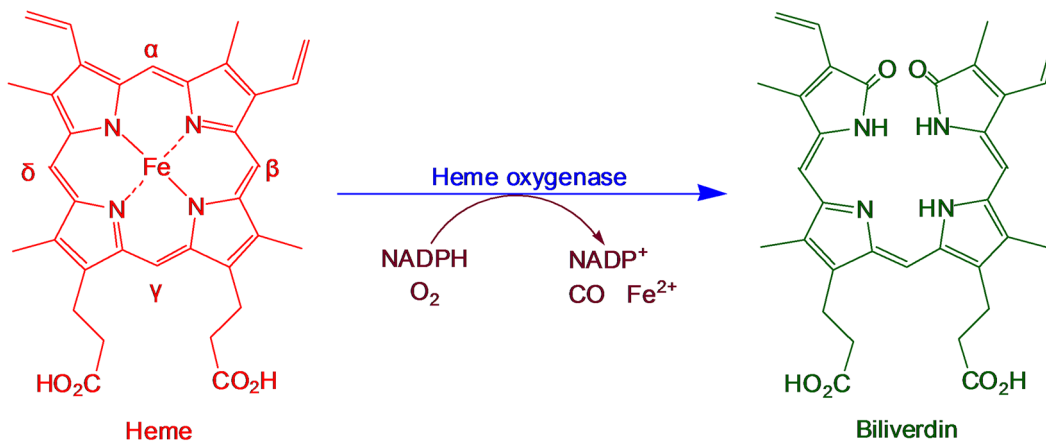 α
N
N
δ
Fe
β
N
N
γ
HO₂C
CO₂H
Heme
Heme oxygenase
NADPH
NADP⁺
O₂
CO Fe²⁺
O
O
NH
HN
N
HN
HO₂C
CO₂H
Biliverdin